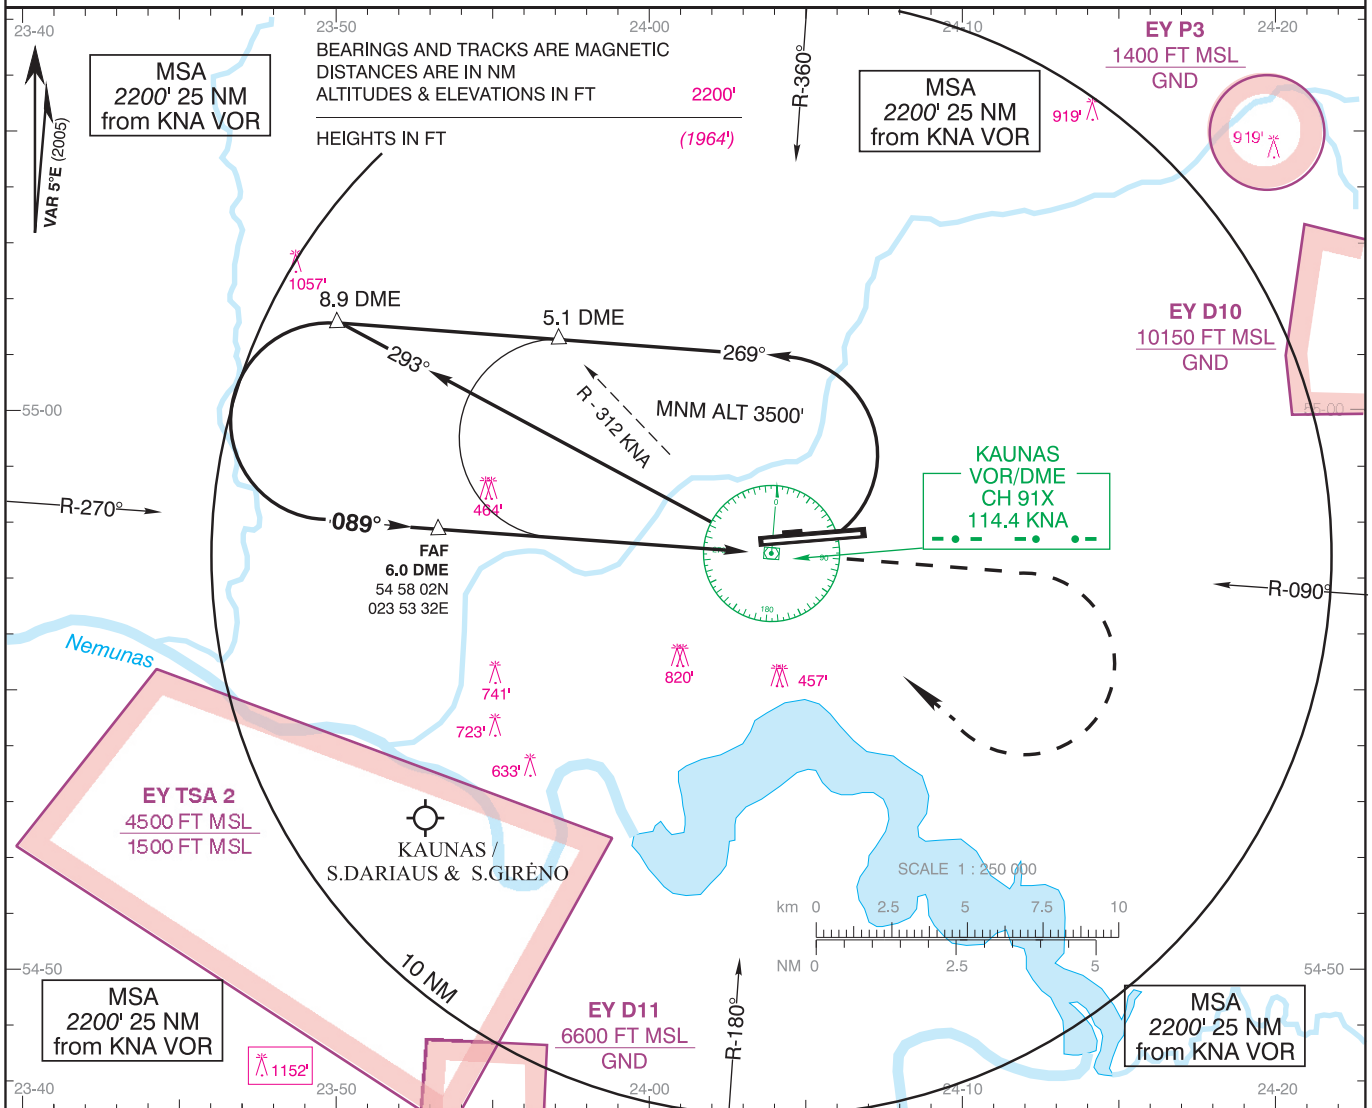 23-40
23-50
24-00
24-10
24-20
BEARINGS AND TRACKS ARE MAGNETIC
DISTANCES ARE IN NM
ALTITUDES & ELEVATIONS IN FT 2200'
HEIGHTS IN FT (1964')
MSA
2200' 25 NM
from KNA VOR
VAR 5°E (2005)
R-360°
MSA
2200' 25 NM
from KNA VOR
EY P3
1400 FT MSL
GND
919'
919'
1057'
8.9 DME
5.1 DME
293°
269°
R - 312 KNA
MNM ALT 3500'
EY D10
10150 FT MSL
GND
55-00
55-00
KAUNAS
VOR/DME
CH 91X
114.4 KNA
R-270°
089°
464'
FAF
6.0 DME
54 58 02N
023 53 32E
0
90
180
R-090°
Nemunas
741'
820'
457'
723'
633'
EY TSA 2
4500 FT MSL
1500 FT MSL
KAUNAS /
S.DARIAUS & S.GIRĖNO
SCALE 1 : 250 000
km 0 2.5 5 7.5 10
NM 0 2.5 5
10 NM
54-50
54-50
MSA
2200' 25 NM
from KNA VOR
1152'
EY D11
6600 FT MSL
GND
R-180°
MSA
2200' 25 NM
from KNA VOR
23-40
23-50
24-00
24-10
24-20